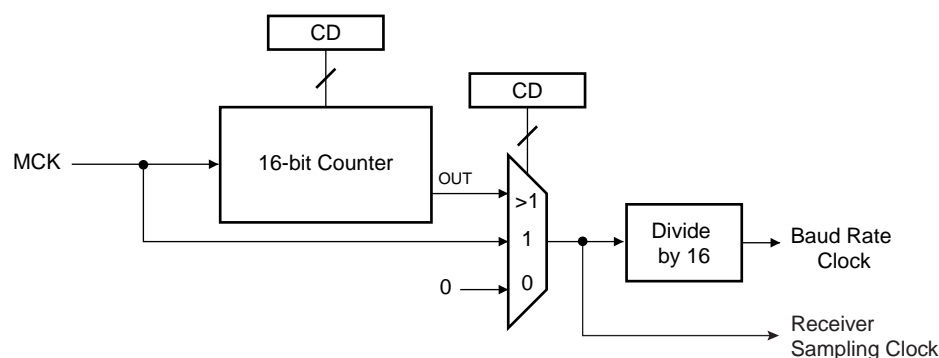 CD
CD
MCK
16-bit Counter
OUT
>1
1
0
0
Divide
by 16
Baud Rate
Clock
Receiver
Sampling Clock